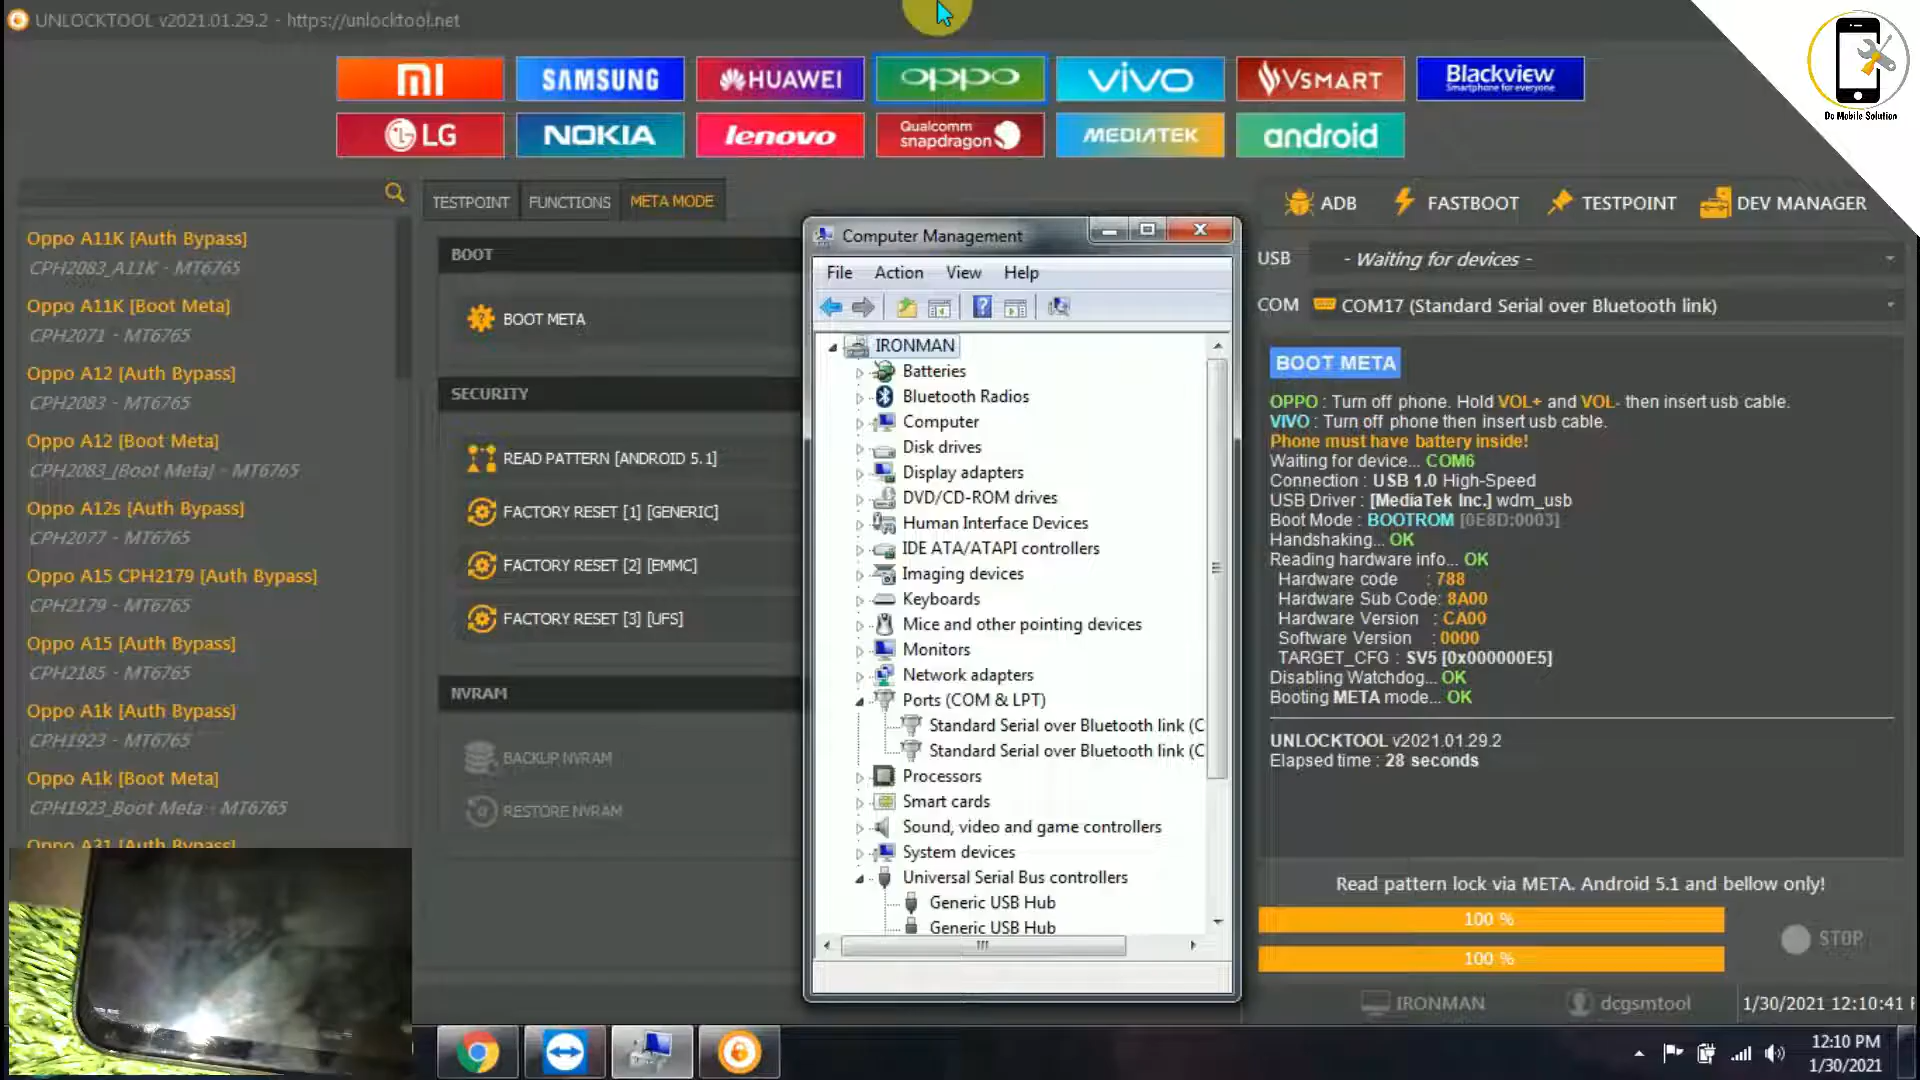 UNLOCKTOOL v2021.01.29.2 - https://unlocktool.net
MI
SAMSUNG
HUAWEI
oppo
vivo
VSMART
Blackview
Smartphone for everyone
LG
NOKIA
lenovo
Qualcomm
snapdragon
MEDIATEK
android
Dc Mobile Solution
TESTPOINT
FUNCTIONS
META MODE
ADB
FASTBOOT
TESTPOINT
DEV MANAGER
Oppo A11K [Auth Bypass]
CPH2083_A11K - MT6765
Oppo A11K [Boot Meta]
CPH2071 - MT6765
Oppo A12 [Auth Bypass]
CPH2083 - MT6765
Oppo A12 [Boot Meta]
CPH2083_[Boot Meta] - MT6765
Oppo A12s [Auth Bypass]
CPH2077 - MT6765
Oppo A15 CPH2179 [Auth Bypass]
CPH2179 - MT6765
Oppo A15 [Auth Bypass]
CPH2185 - MT6765
Oppo A1k [Auth Bypass]
CPH1923 - MT6765
Oppo A1k [Boot Meta]
CPH1923_Boot Meta - MT6765
Oppo A31 [Auth Bypass]
BOOT
BOOT META
SECURITY
READ PATTERN [ANDROID 5.1]
FACTORY RESET [1] [GENERIC]
FACTORY RESET [2] [EMMC]
FACTORY RESET [3] [UFS]
NVRAM
BACKUP NVRAM
RESTORE NVRAM
Computer Management
File Action View Help
IRONMAN
Batteries
Bluetooth Radios
Computer
Disk drives
Display adapters
DVD/CD-ROM drives
Human Interface Devices
IDE ATA/ATAPI controllers
Imaging devices
Keyboards
Mice and other pointing devices
Monitors
Network adapters
Ports (COM & LPT)
Standard Serial over Bluetooth link (C
Standard Serial over Bluetooth link (C
Processors
Smart cards
Sound, video and game controllers
System devices
Universal Serial Bus controllers
Generic USB Hub
Generic USB Hub
USB - Waiting for devices -
COM COM17 (Standard Serial over Bluetooth link)
BOOT META
OPPO : Turn off phone. Hold VOL+ and VOL- then insert usb cable.
VIVO : Turn off phone then insert usb cable.
Phone must have battery inside!
Waiting for device... COM6
Connection : USB 1.0 High-Speed
USB Driver : [MediaTek Inc.] wdm_usb
Boot Mode : BOOTROM [0E8D:0003]
Handshaking... OK
Reading hardware info... OK
Hardware code : 788
Hardware Sub Code: 8A00
Hardware Version : CA00
Software Version : 0000
TARGET_CFG : SV5 [0x000000E5]
Disabling Watchdog... OK
Booting META mode... OK
UNLOCKTOOL v2021.01.29.2
Elapsed time : 28 seconds
Read pattern lock via META. Android 5.1 and bellow only!
100 %
100 %
STOP
IRONMAN
dcgsmtool
1/30/2021 12:10:41
12:10 PM
1/30/2021